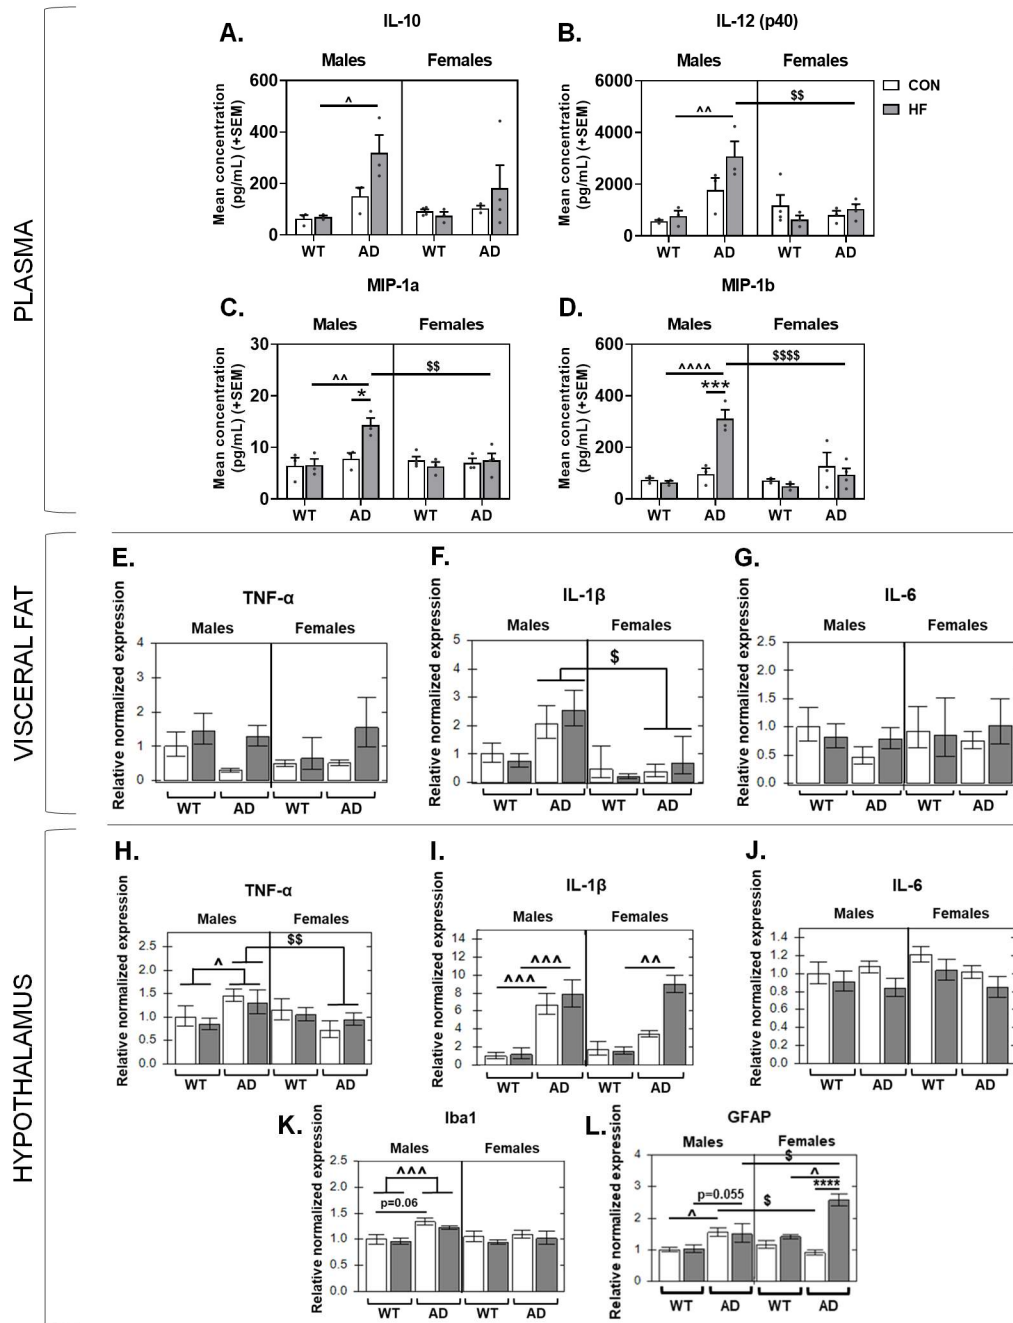 PLASMA
A.
IL-10
Males Females
Mean concentration
(pg/mL) (+SEM)
600
400
200
0
^
WT AD WT AD
B.
IL-12 (p40)
Males Females
Mean concentration
(pg/mL) (+SEM)
6000
4000
2000
0
^^
$$
WT AD WT AD
CON
HF
C.
MIP-1a
Males Females
Mean concentration
(pg/mL) (+SEM)
30
20
10
0
^^
*
$$
WT AD WT AD
D.
MIP-1b
Males Females
Mean concentration
(pg/mL) (+SEM)
600
400
200
0
^^^^
***
$$$$
WT AD WT AD
VISCERAL FAT
E.
TNF-α
Males Females
Relative normalized expression
4
3
2
1
0
WT AD WT AD
F.
IL-1β
Males Females
Relative normalized expression
5
4
3
2
1
0
$
WT AD WT AD
G.
IL-6
Males Females
Relative normalized expression
2.5
2.0
1.5
1.0
0.5
0.0
WT AD WT AD
HYPOTHALAMUS
H.
TNF-α
Males Females
Relative normalized expression
2.5
2.0
1.5
1.0
0.5
0.0
^
$$
WT AD WT AD
I.
IL-1β
Males Females
Relative normalized expression
14
12
10
8
6
4
2
0
^^^
^^^
^^
WT AD WT AD
J.
IL-6
Males Females
Relative normalized expression
1.4
1.2
1.0
0.8
0.6
0.4
0.2
0.0
WT AD WT AD
K.
Iba1
Males Females
Relative normalized expression
2.5
2.0
1.5
1.0
0.5
0.0
^^^
p=0.06
WT AD WT AD
L.
GFAP
Males Females
Relative normalized expression
4
3
2
1
0
$
^
p=0.055
****
^
$
WT AD WT AD